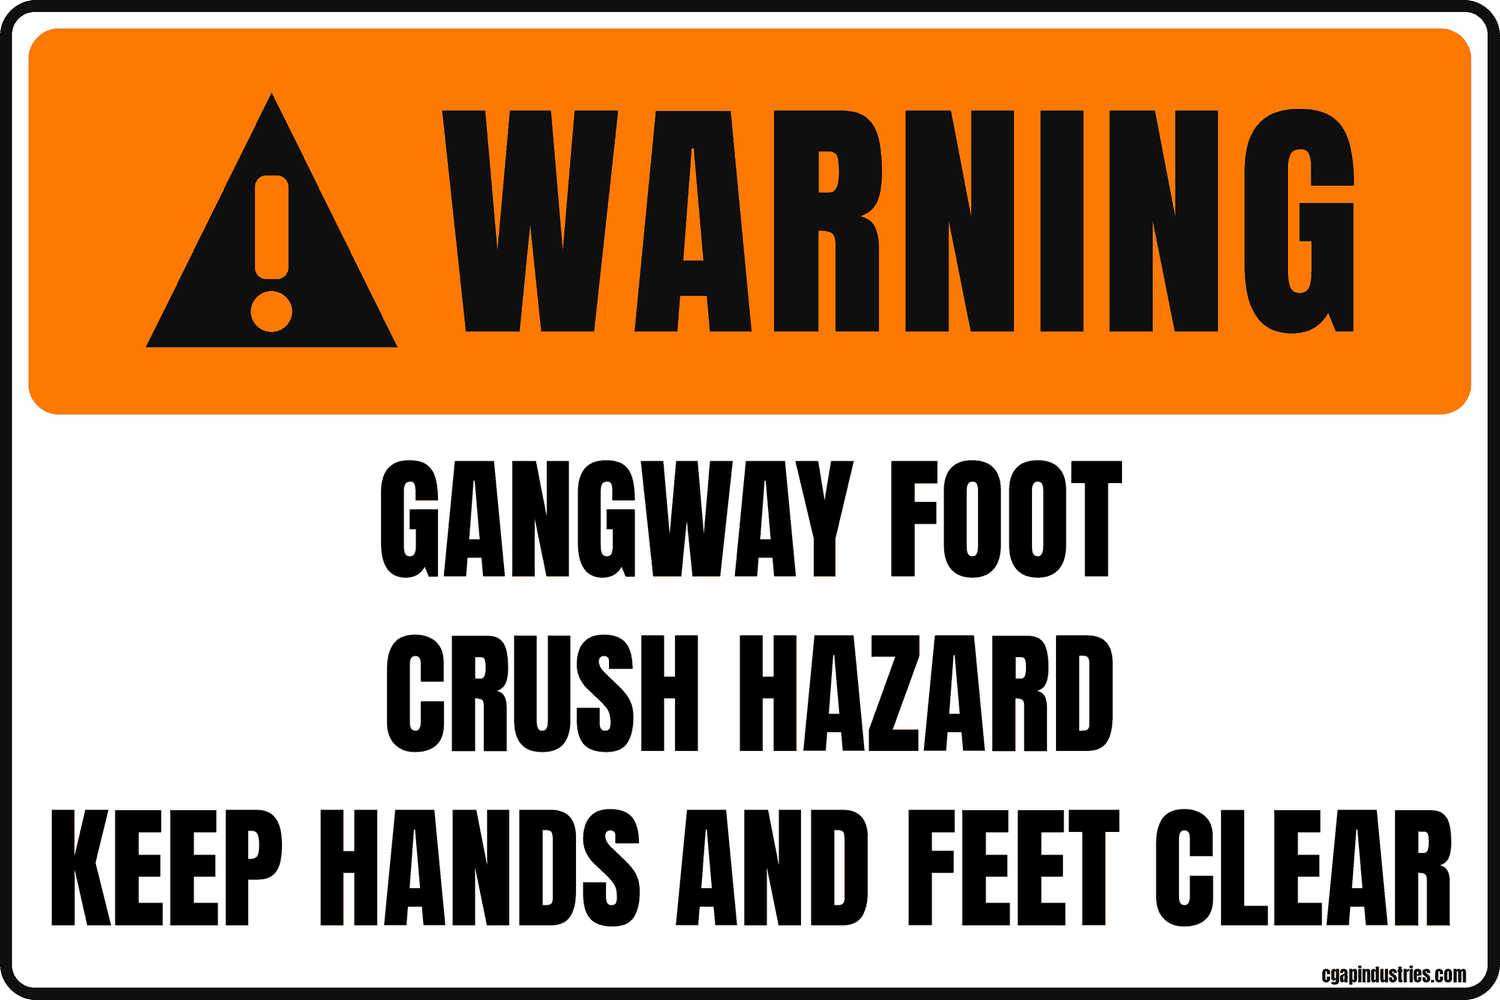 WARNING
GANGWAY FOOT
CRUSH HAZARD
KEEP HANDS AND FEET CLEAR
cgapindustries.com